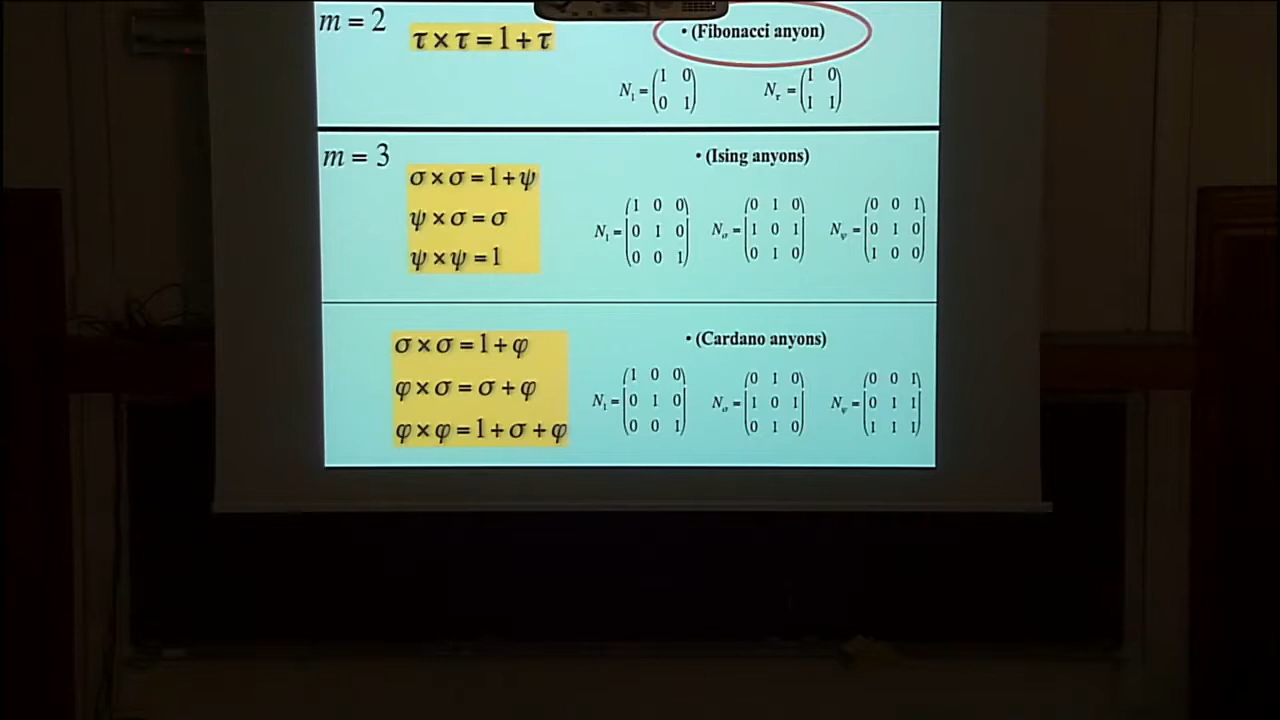 m = 2
τ × τ = 1 + τ
• (Fibonacci anyon)
N₁ = (1 0; 0 1) N_τ = (1 0; 1 1)
m = 3
• (Ising anyons)
σ × σ = 1 + ψ
ψ × σ = σ
ψ × ψ = 1
N₁ = (1 0 0; 0 1 0; 0 0 1) N_σ = (0 1 0; 1 0 1; 0 1 0) N_ψ = (0 0 1; 0 1 0; 1 0 0)
• (Cardano anyons)
σ × σ = 1 + φ
φ × σ = σ + φ
φ × φ = 1 + σ + φ
N₁ = (1 0 0; 0 1 0; 0 0 1) N_σ = (0 1 0; 1 0 1; 0 1 0) N_ψ = (0 0 1; 0 1 1; 1 1 1)